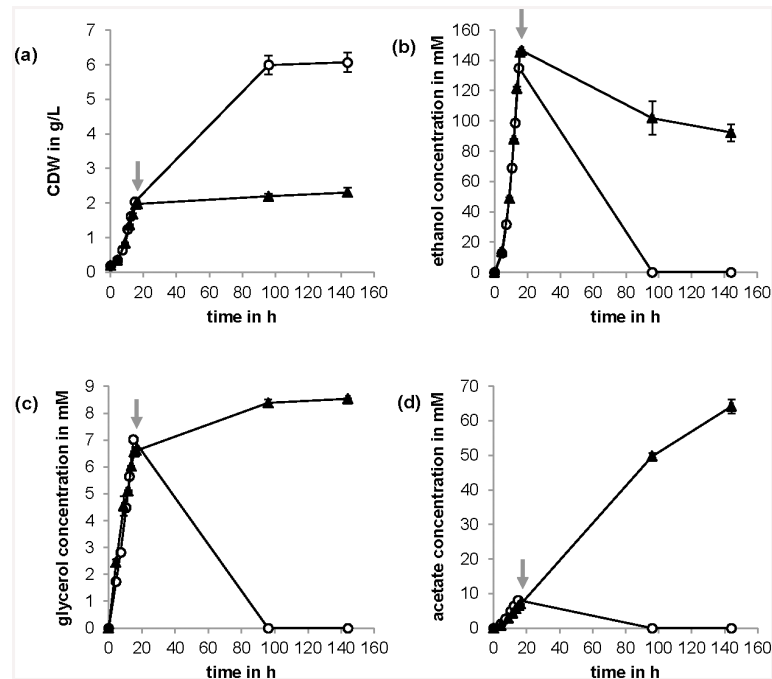 (a)
CDW in g/L
7
6
5
4
3
2
1
0
0 20 40 60 80 100 120 140 160
time in h
(b)
ethanol concentration in mM
160
140
120
100
80
60
40
20
0
0 20 40 60 80 100 120 140 160
time in h
(c)
glycerol concentration in mM
9
8
7
6
5
4
3
2
1
0
0 20 40 60 80 100 120 140 160
time in h
(d)
acetate concentration in mM
70
60
50
40
30
20
10
0
0 20 40 60 80 100 120 140 160
time in h